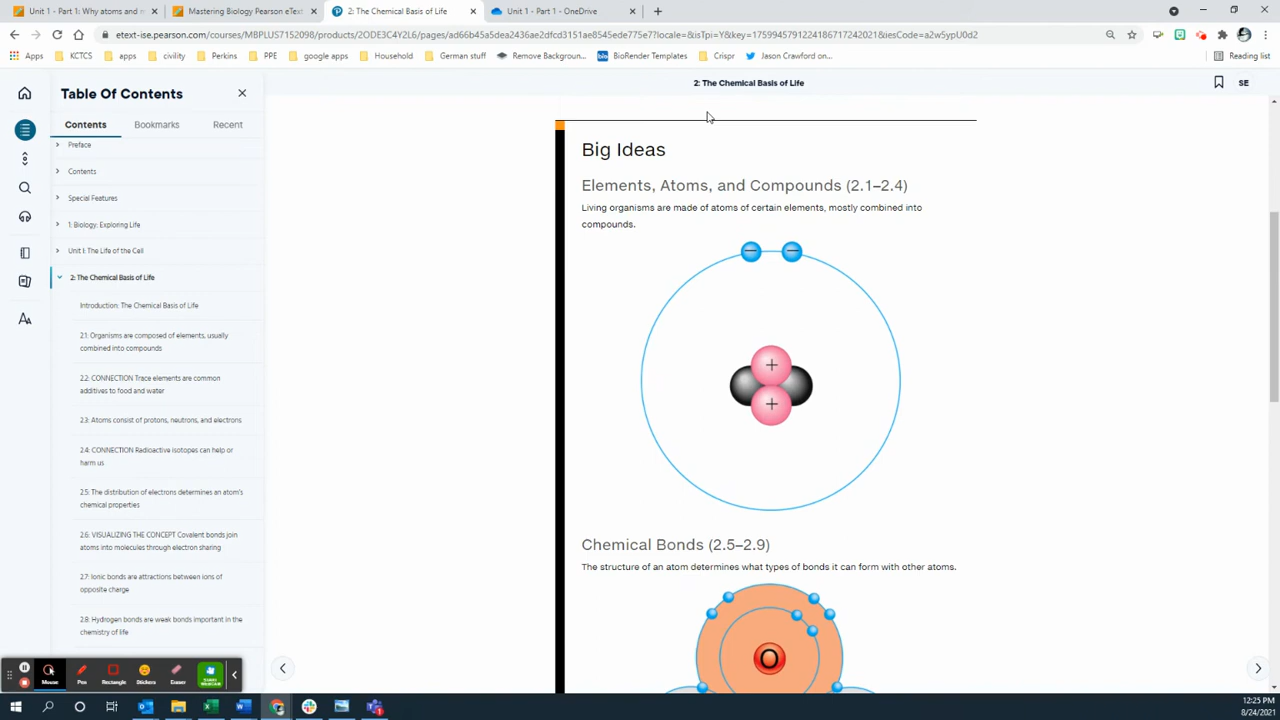 Unit 1 - Part 1: Why atoms and m
Mastering Biology Pearson eText
2: The Chemical Basis of Life
Unit 1 - Part 1 - OneDrive
etext-ise.pearson.com/courses/MBPLUS7152098/products/2ODE3C4Y2L6/pages/ad66b45a5dea2436ae2dfcd3151ae8545ede775e7?locale=&isTpi=Y&key=1759945791224186717242021&iesCode=a2w5ypU0d2
Apps
KCTCS
apps
civility
Perkins
PPE
google apps
Household
German stuff
Remove Backgroun...
bio
BioRender Templates
Crispr
Jason Crawford on...
Reading list
Table Of Contents
2: The Chemical Basis of Life
SE
Contents
Bookmarks
Recent
Preface
Contents
Special Features
1: Biology: Exploring Life
Unit I: The Life of the Cell
2: The Chemical Basis of Life
Introduction: The Chemical Basis of Life
2.1: Organisms are composed of elements, usually
combined into compounds
2.2: CONNECTION Trace elements are common
additives to food and water
2.3: Atoms consist of protons, neutrons, and electrons
2.4: CONNECTION Radioactive isotopes can help or
harm us
2.5: The distribution of electrons determines an atom's
chemical properties
2.6: VISUALIZING THE CONCEPT Covalent bonds join
atoms into molecules through electron sharing
2.7: Ionic bonds are attractions between ions of
opposite charge
2.8: Hydrogen bonds are weak bonds important in the
chemistry of life
Big Ideas
Elements, Atoms, and Compounds (2.1–2.4)
Living organisms are made of atoms of certain elements, mostly combined into
compounds.
− −
+
+
Chemical Bonds (2.5–2.9)
The structure of an atom determines what types of bonds it can form with other atoms.
O
Mouse
Pen
Rectangle
Stickers
Eraser
12:25 PM
8/24/2021